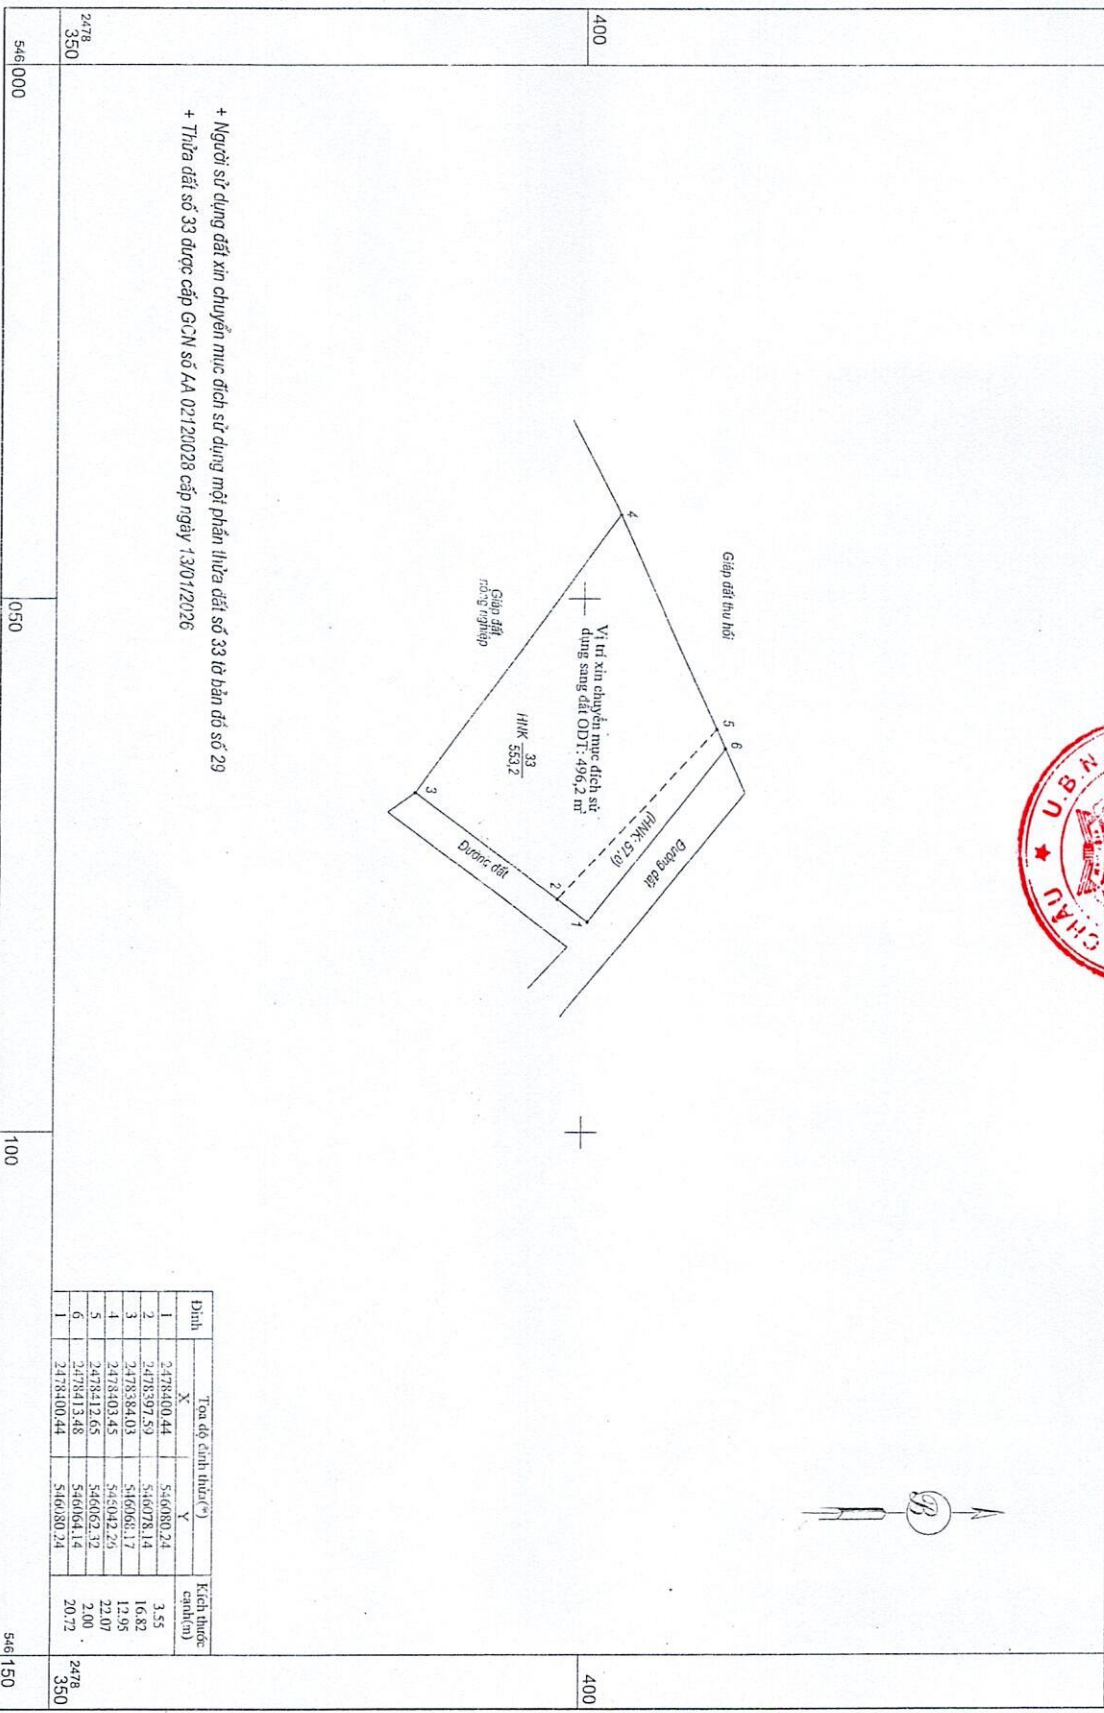 400
400
2478
350
2478
350
546 000
050
100
546 150
U.B.N
CHÂU
B
Giáp đất thu hồi
4
5
6
Đường đất
(HNK: 57,0)
Vị trí xin chuyển mục đích sử
dụng sang đất ODT: 496,2 m²
33
HNK 553,2
2
1
Giáp đất
nông nghiệp
3
Đường đất
+ Người sử dụng đất xin chuyển mục đích sử dụng một phần thửa đất số 33 tờ bản đồ số 29
+ Thửa đất số 33 được cấp GCN số AA 02120028 cấp ngày 13/01/2026
Đỉnh Tọa độ đỉnh thửa(*) Kích thước
X Y cạnh(m)
1 2478400.44 546080.24
3.55
2 2478397.59 546078.14
16.82
3 2478384.03 546068.17
12.95
4 2478403.45
22.07
5 2478412.65 546062.32
2.00
6 2478413.48 546064.14
20.72
1 2478400.44 546080.24